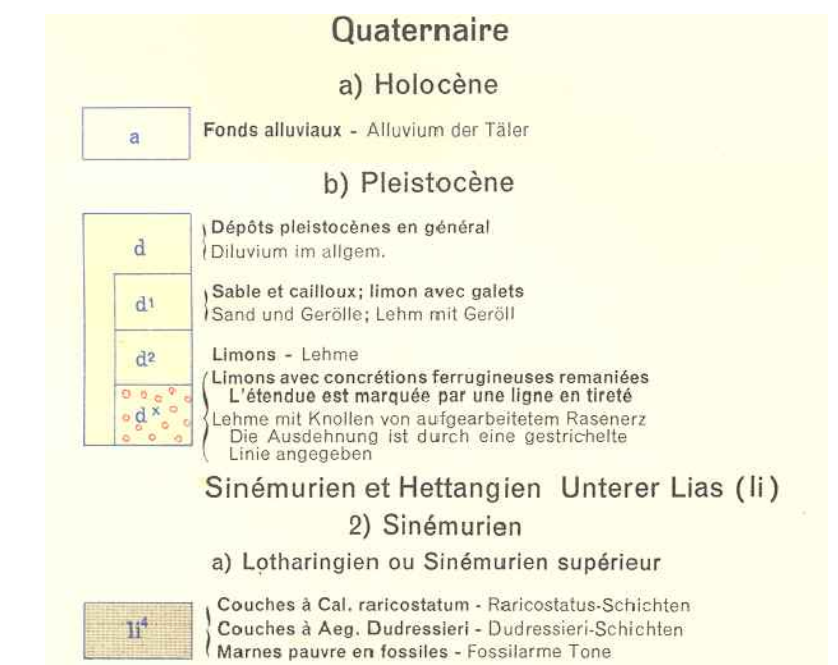 Quaternaire
a) Holocène
a
Fonds alluviaux - Alluvium der Täler
b) Pleistocène
d
Dépôts pleistocènes en général
Diluvium im allgem.
d¹
Sable et cailloux; limon avec galets
Sand und Gerölle; Lehm mit Geröll
d²
Limons - Lehme
dˣ
Limons avec concrétions ferrugineuses remaniées
L'étendue est marquée par une ligne en tireté
Lehme mit Knollen von aufgearbeitetem Rasenerz
Die Ausdehnung ist durch eine gestrichelte
Linie angegeben
Sinémurien et Hettangien Unterer Lias (li)
2) Sinémurien
a) Lotharingien ou Sinémurien supérieur
li⁴
Couches à Cal. raricostatum - Raricostatus-Schichten
Couches à Aeg. Dudressieri - Dudressieri-Schichten
Marnes pauvre en fossiles - Fossilarme Tone